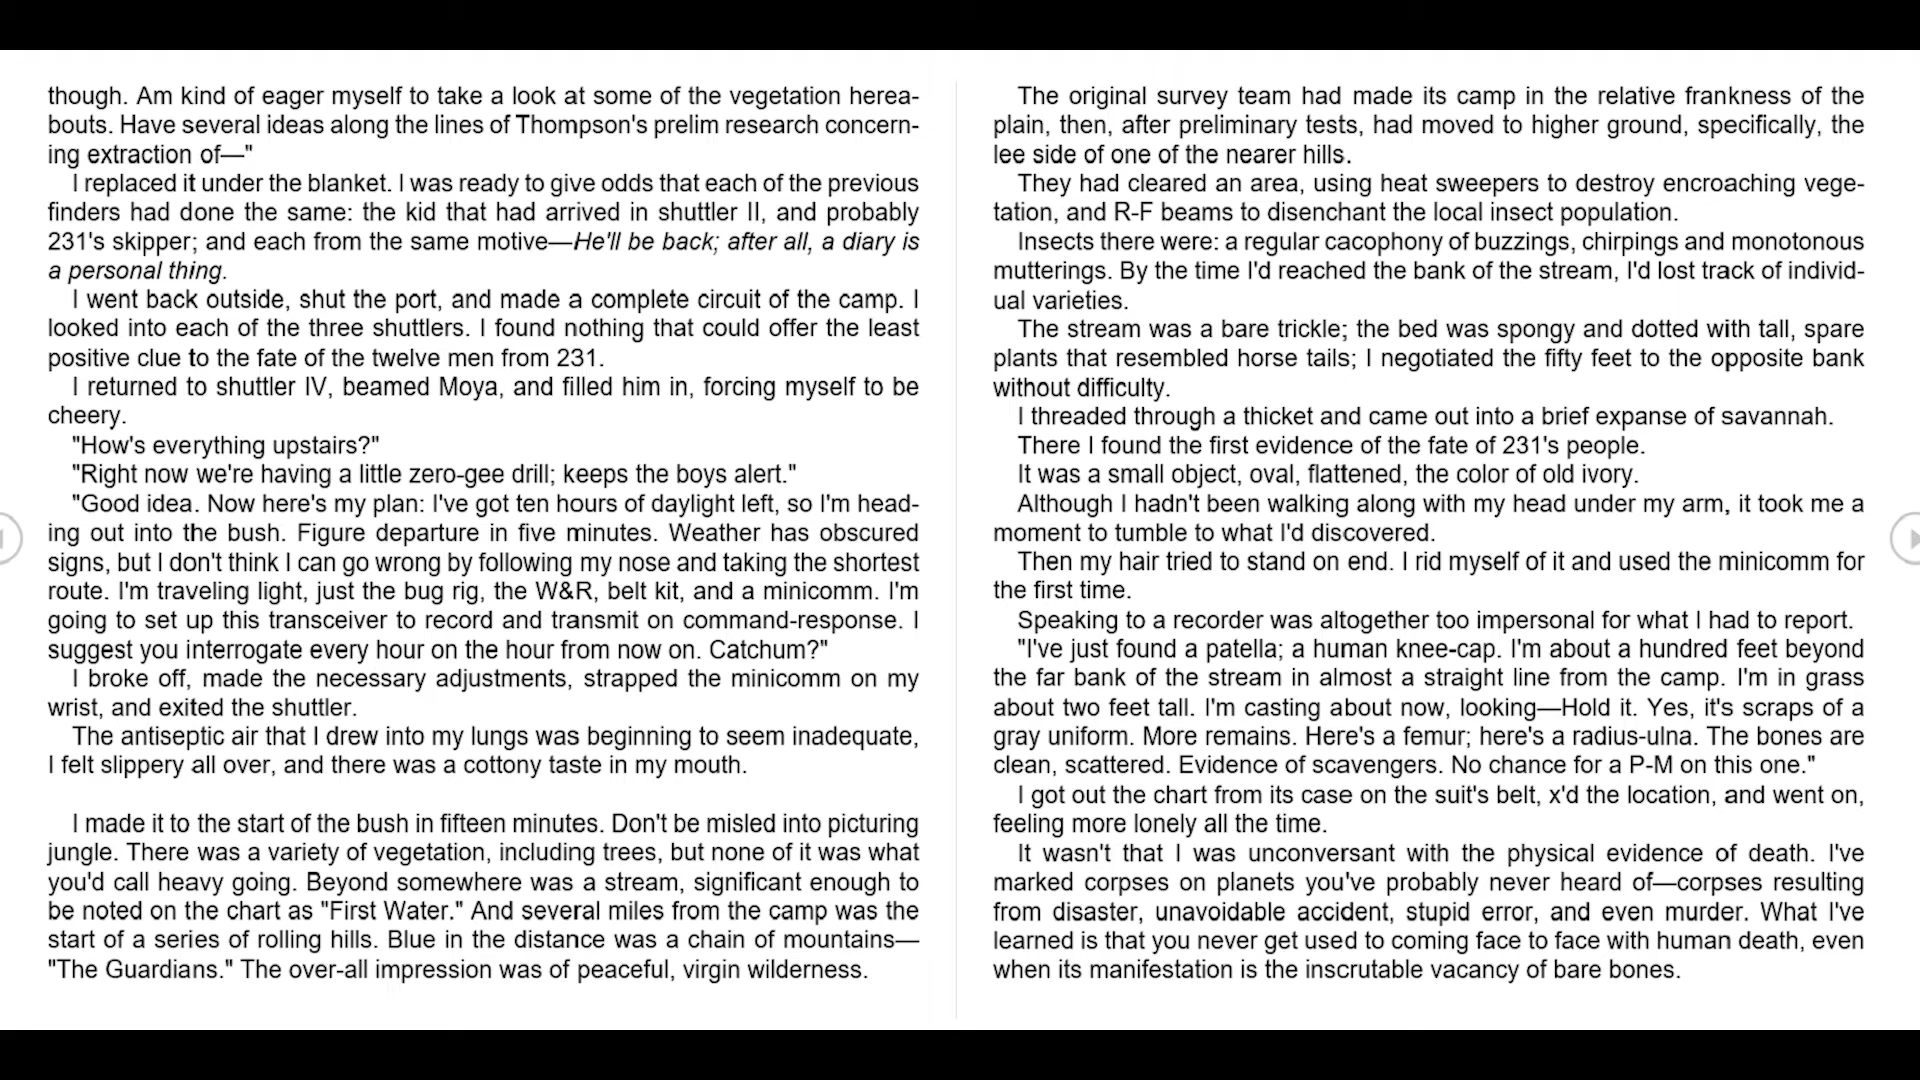 though. Am kind of eager myself to take a look at some of the vegetation herea-
bouts. Have several ideas along the lines of Thompson's prelim research concern-
ing extraction of—"
I replaced it under the blanket. I was ready to give odds that each of the previous
finders had done the same: the kid that had arrived in shuttler II, and probably
231's skipper; and each from the same motive—He'll be back; after all, a diary is
a personal thing.
I went back outside, shut the port, and made a complete circuit of the camp. I
looked into each of the three shuttlers. I found nothing that could offer the least
positive clue to the fate of the twelve men from 231.
I returned to shuttler IV, beamed Moya, and filled him in, forcing myself to be
cheery.
"How's everything upstairs?"
"Right now we're having a little zero-gee drill; keeps the boys alert."
"Good idea. Now here's my plan: I've got ten hours of daylight left, so I'm head-
ing out into the bush. Figure departure in five minutes. Weather has obscured
signs, but I don't think I can go wrong by following my nose and taking the shortest
route. I'm traveling light, just the bug rig, the W&R, belt kit, and a minicomm. I'm
going to set up this transceiver to record and transmit on command-response. I
suggest you interrogate every hour on the hour from now on. Catchum?"
I broke off, made the necessary adjustments, strapped the minicomm on my
wrist, and exited the shuttler.
The antiseptic air that I drew into my lungs was beginning to seem inadequate,
I felt slippery all over, and there was a cottony taste in my mouth.
I made it to the start of the bush in fifteen minutes. Don't be misled into picturing
jungle. There was a variety of vegetation, including trees, but none of it was what
you'd call heavy going. Beyond somewhere was a stream, significant enough to
be noted on the chart as "First Water." And several miles from the camp was the
start of a series of rolling hills. Blue in the distance was a chain of mountains—
"The Guardians." The over-all impression was of peaceful, virgin wilderness.
The original survey team had made its camp in the relative frankness of the
plain, then, after preliminary tests, had moved to higher ground, specifically, the
lee side of one of the nearer hills.
They had cleared an area, using heat sweepers to destroy encroaching vege-
tation, and R-F beams to disenchant the local insect population.
Insects there were: a regular cacophony of buzzings, chirpings and monotonous
mutterings. By the time I'd reached the bank of the stream, I'd lost track of individ-
ual varieties.
The stream was a bare trickle; the bed was spongy and dotted with tall, spare
plants that resembled horse tails; I negotiated the fifty feet to the opposite bank
without difficulty.
I threaded through a thicket and came out into a brief expanse of savannah.
There I found the first evidence of the fate of 231's people.
It was a small object, oval, flattened, the color of old ivory.
Although I hadn't been walking along with my head under my arm, it took me a
moment to tumble to what I'd discovered.
Then my hair tried to stand on end. I rid myself of it and used the minicomm for
the first time.
Speaking to a recorder was altogether too impersonal for what I had to report.
"I've just found a patella; a human knee-cap. I'm about a hundred feet beyond
the far bank of the stream in almost a straight line from the camp. I'm in grass
about two feet tall. I'm casting about now, looking—Hold it. Yes, it's scraps of a
gray uniform. More remains. Here's a femur; here's a radius-ulna. The bones are
clean, scattered. Evidence of scavengers. No chance for a P-M on this one."
I got out the chart from its case on the suit's belt, x'd the location, and went on,
feeling more lonely all the time.
It wasn't that I was unconversant with the physical evidence of death. I've
marked corpses on planets you've probably never heard of—corpses resulting
from disaster, unavoidable accident, stupid error, and even murder. What I've
learned is that you never get used to coming face to face with human death, even
when its manifestation is the inscrutable vacancy of bare bones.